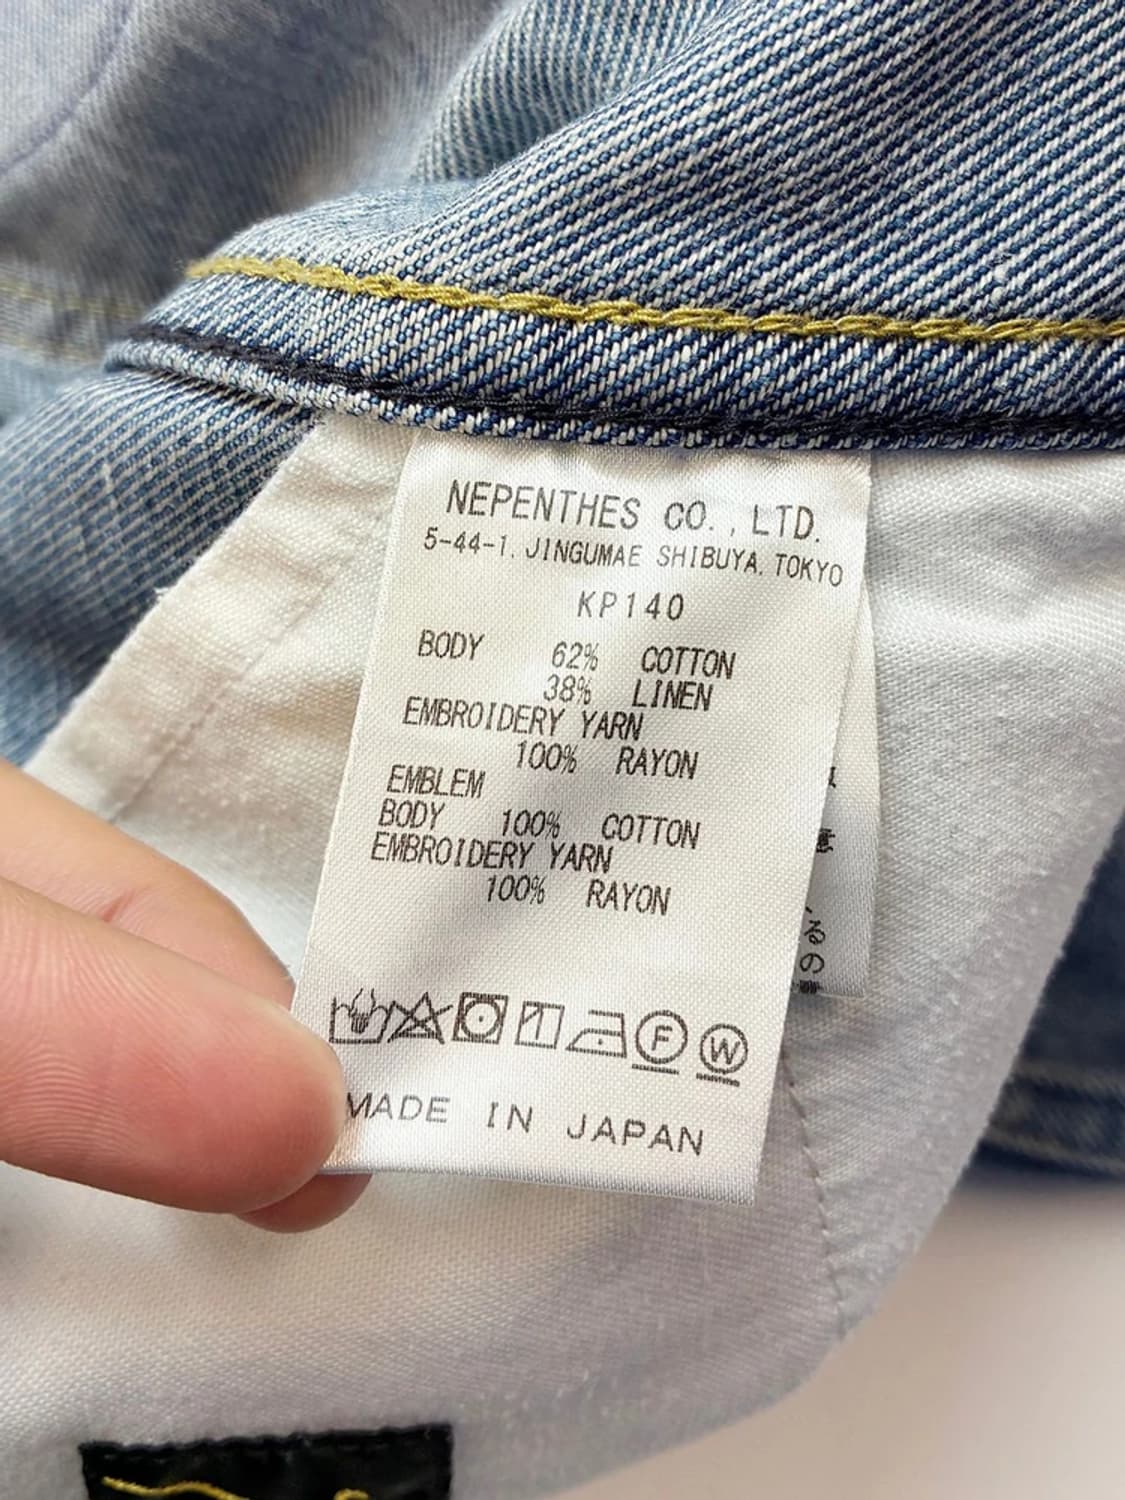 NEPENTHES CO.,LTD.
5-44-1. JINGUMAE SHIBUYA. TOKYO
KP140
BODY 62% COTTON
38% LINEN
EMBROIDERY YARN
100% RAYON
EMBLEM
BODY 100% COTTON
EMBROIDERY YARN
100% RAYON
F W
MADE IN JAPAN